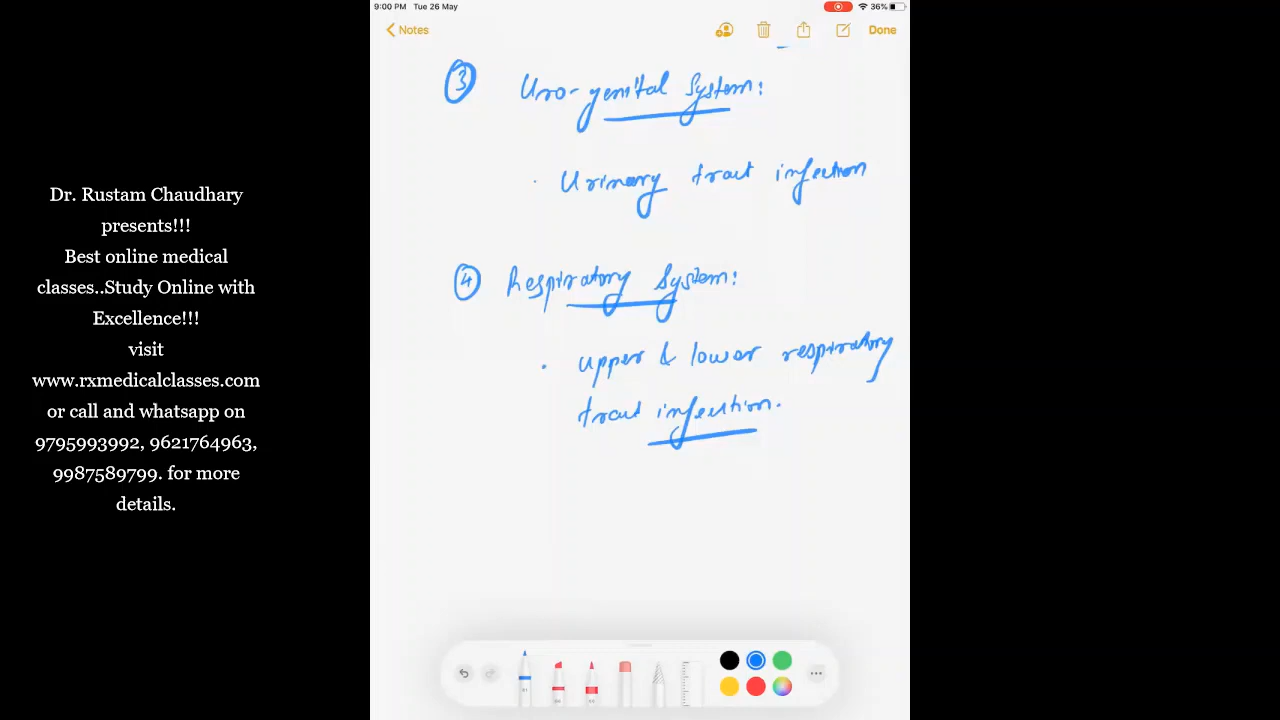 9:00 PM Tue 26 May
36%
Notes
Done
3 Uro-genital System:
. Urinary tract infection
4 Respiratory System:
. upper & lower respiratory
tract infection.
Dr. Rustam Chaudhary
presents!!!
Best online medical
classes..Study Online with
Excellence!!!
visit
www.rxmedicalclasses.com
or call and whatsapp on
9795993992, 9621764963,
9987589799. for more
details.